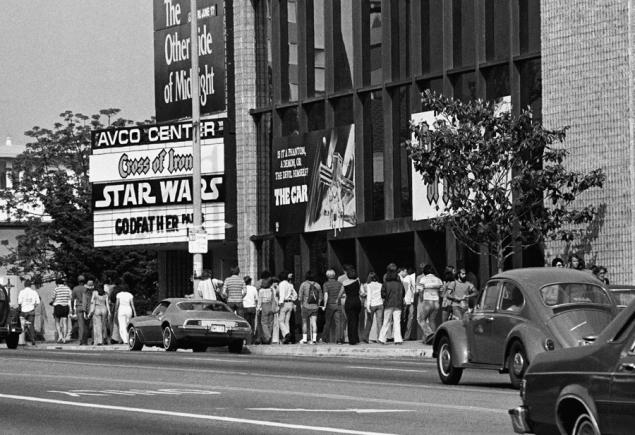 The
Other Side
of Midnight
AVCO CENTER
Cross of Iron
STAR WARS
GODFATHER
IS IT A PHANTOM,
A DEMON, OR
THE DEVIL HIMSELF?
THE CAR